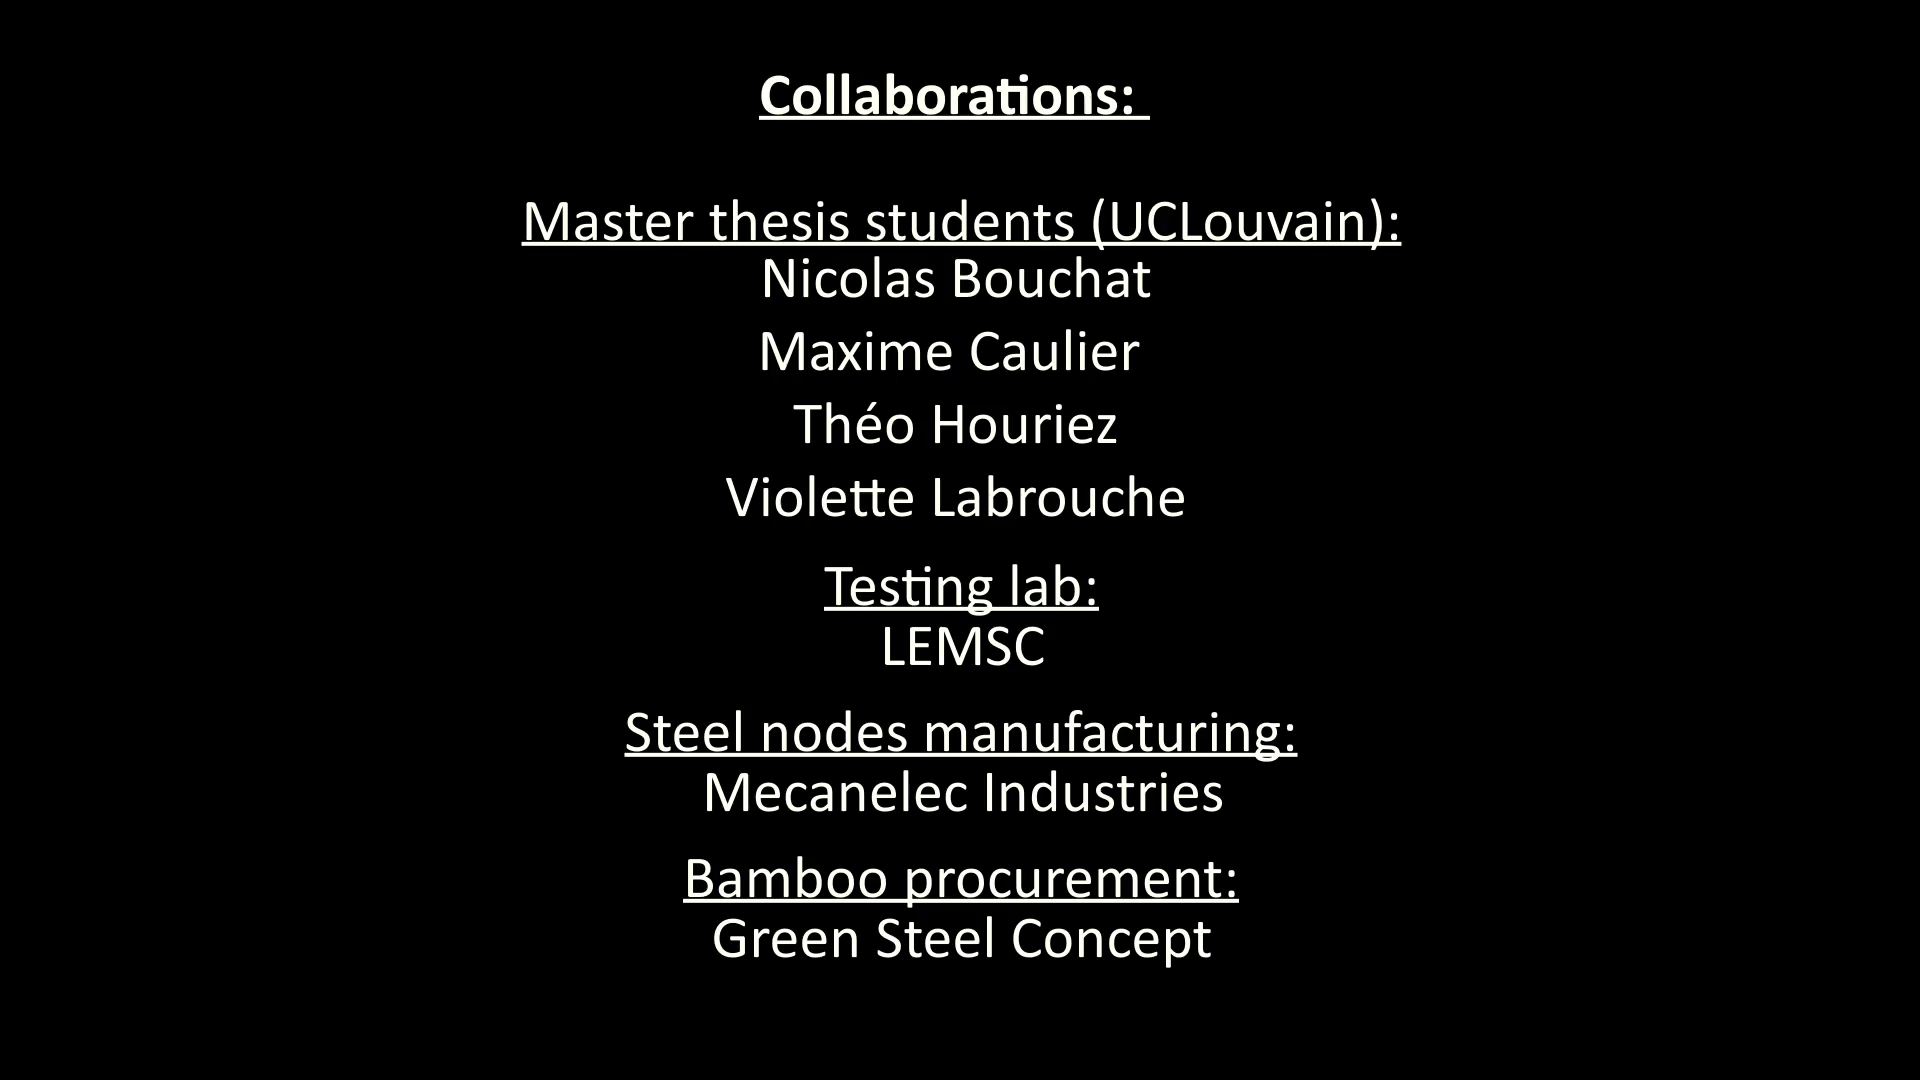 Collaborations:
Master thesis students (UCLouvain):
Nicolas Bouchat
Maxime Caulier
Théo Houriez
Violette Labrouche
Testing lab:
LEMSC
Steel nodes manufacturing:
Mecanelec Industries
Bamboo procurement:
Green Steel Concept